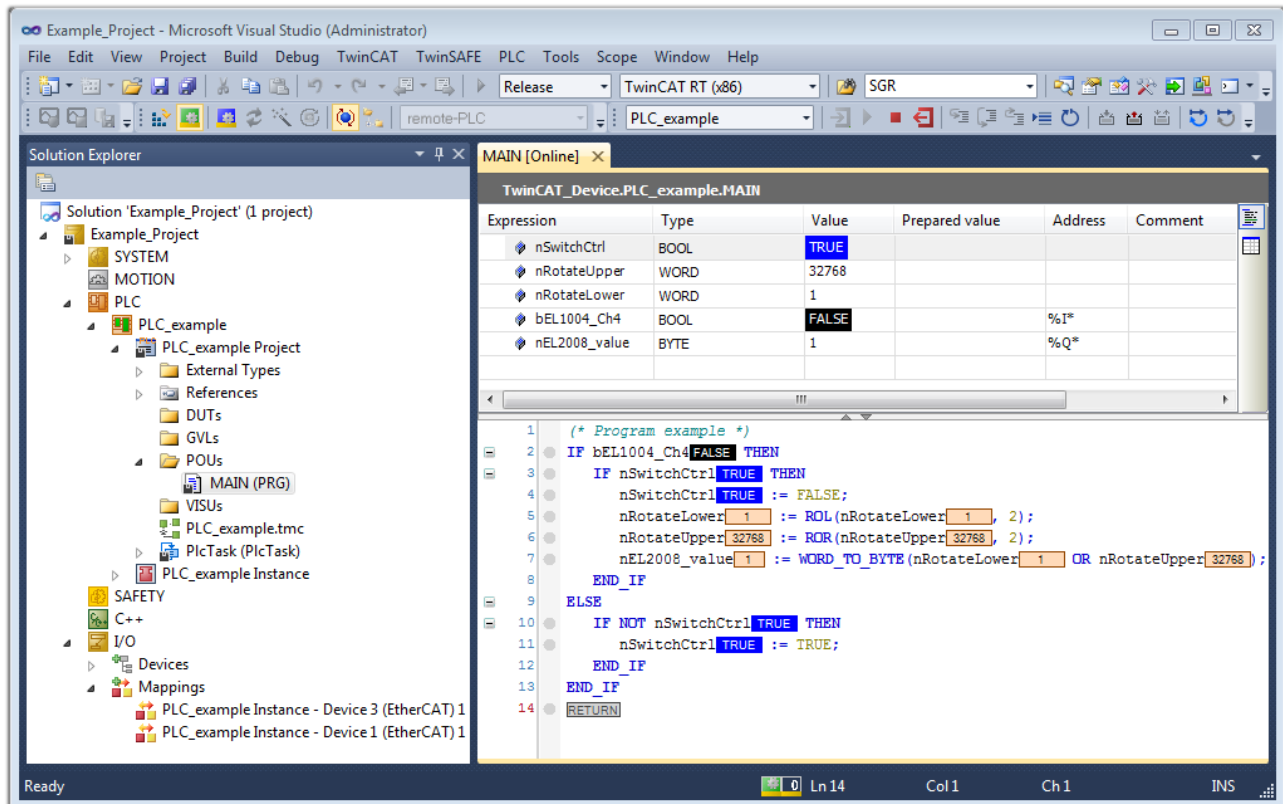 Example_Project - Microsoft Visual Studio (Administrator)
File Edit View Project Build Debug TwinCAT TwinSAFE PLC Tools Scope Window Help
Release TwinCAT RT (x86) SGR
remote-PLC PLC_example
Solution Explorer
Solution 'Example_Project' (1 project)
Example_Project
SYSTEM
MOTION
PLC
PLC_example
PLC_example Project
External Types
References
DUTs
GVLs
POUs
MAIN (PRG)
VISUs
PLC_example.tmc
PlcTask (PlcTask)
PLC_example Instance
SAFETY
C++
I/O
Devices
Mappings
PLC_example Instance - Device 3 (EtherCAT) 1
PLC_example Instance - Device 1 (EtherCAT) 1
MAIN [Online]
TwinCAT_Device.PLC_example.MAIN
Expression Type Value Prepared value Address Comment
nSwitchCtrl BOOL TRUE
nRotateUpper WORD 32768
nRotateLower WORD 1
bEL1004_Ch4 BOOL FALSE %I*
nEL2008_value BYTE 1 %Q*
1 (* Program example *)
2 IF bEL1004_Ch4 FALSE THEN
3 IF nSwitchCtrl TRUE THEN
4 nSwitchCtrl TRUE := FALSE;
5 nRotateLower 1 := ROL(nRotateLower 1 , 2);
6 nRotateUpper 32768 := ROR(nRotateUpper 32768 , 2);
7 nEL2008_value 1 := WORD_TO_BYTE(nRotateLower 1 OR nRotateUpper 32768 );
8 END_IF
9 ELSE
10 IF NOT nSwitchCtrl TRUE THEN
11 nSwitchCtrl TRUE := TRUE;
12 END_IF
13 END_IF
14 RETURN
Ready 0 Ln 14 Col 1 Ch 1 INS